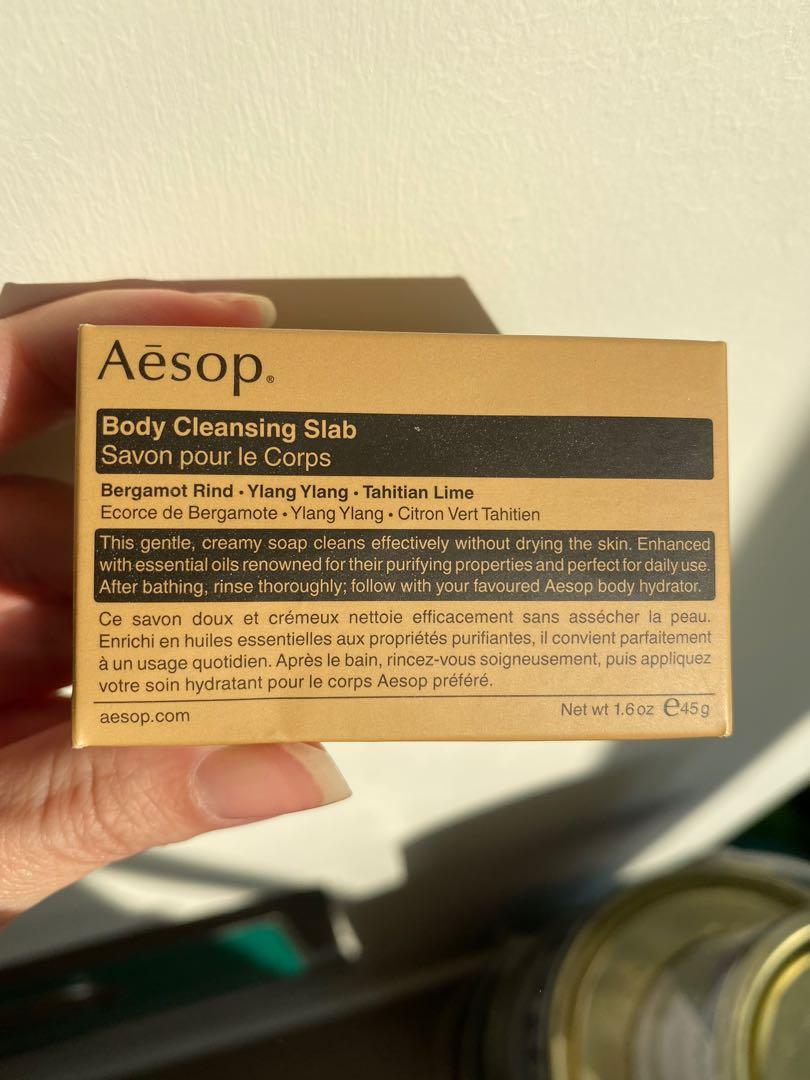 Aēsop.®
Body Cleansing Slab
Savon pour le Corps
Bergamot Rind • Ylang Ylang • Tahitian Lime
Ecorce de Bergamote • Ylang Ylang • Citron Vert Tahitien
This gentle, creamy soap cleans effectively without drying the skin. Enhanced
with essential oils renowned for their purifying properties and perfect for daily use.
After bathing, rinse thoroughly; follow with your favoured Aesop body hydrator.
Ce savon doux et crémeux nettoie efficacement sans assécher la peau.
Enrichi en huiles essentielles aux propriétés purifiantes, il convient parfaitement
à un usage quotidien. Après le bain, rincez-vous soigneusement, puis appliquez
votre soin hydratant pour le corps Aesop préféré.
aesop.com Net wt 1.6 oz ℮45 g